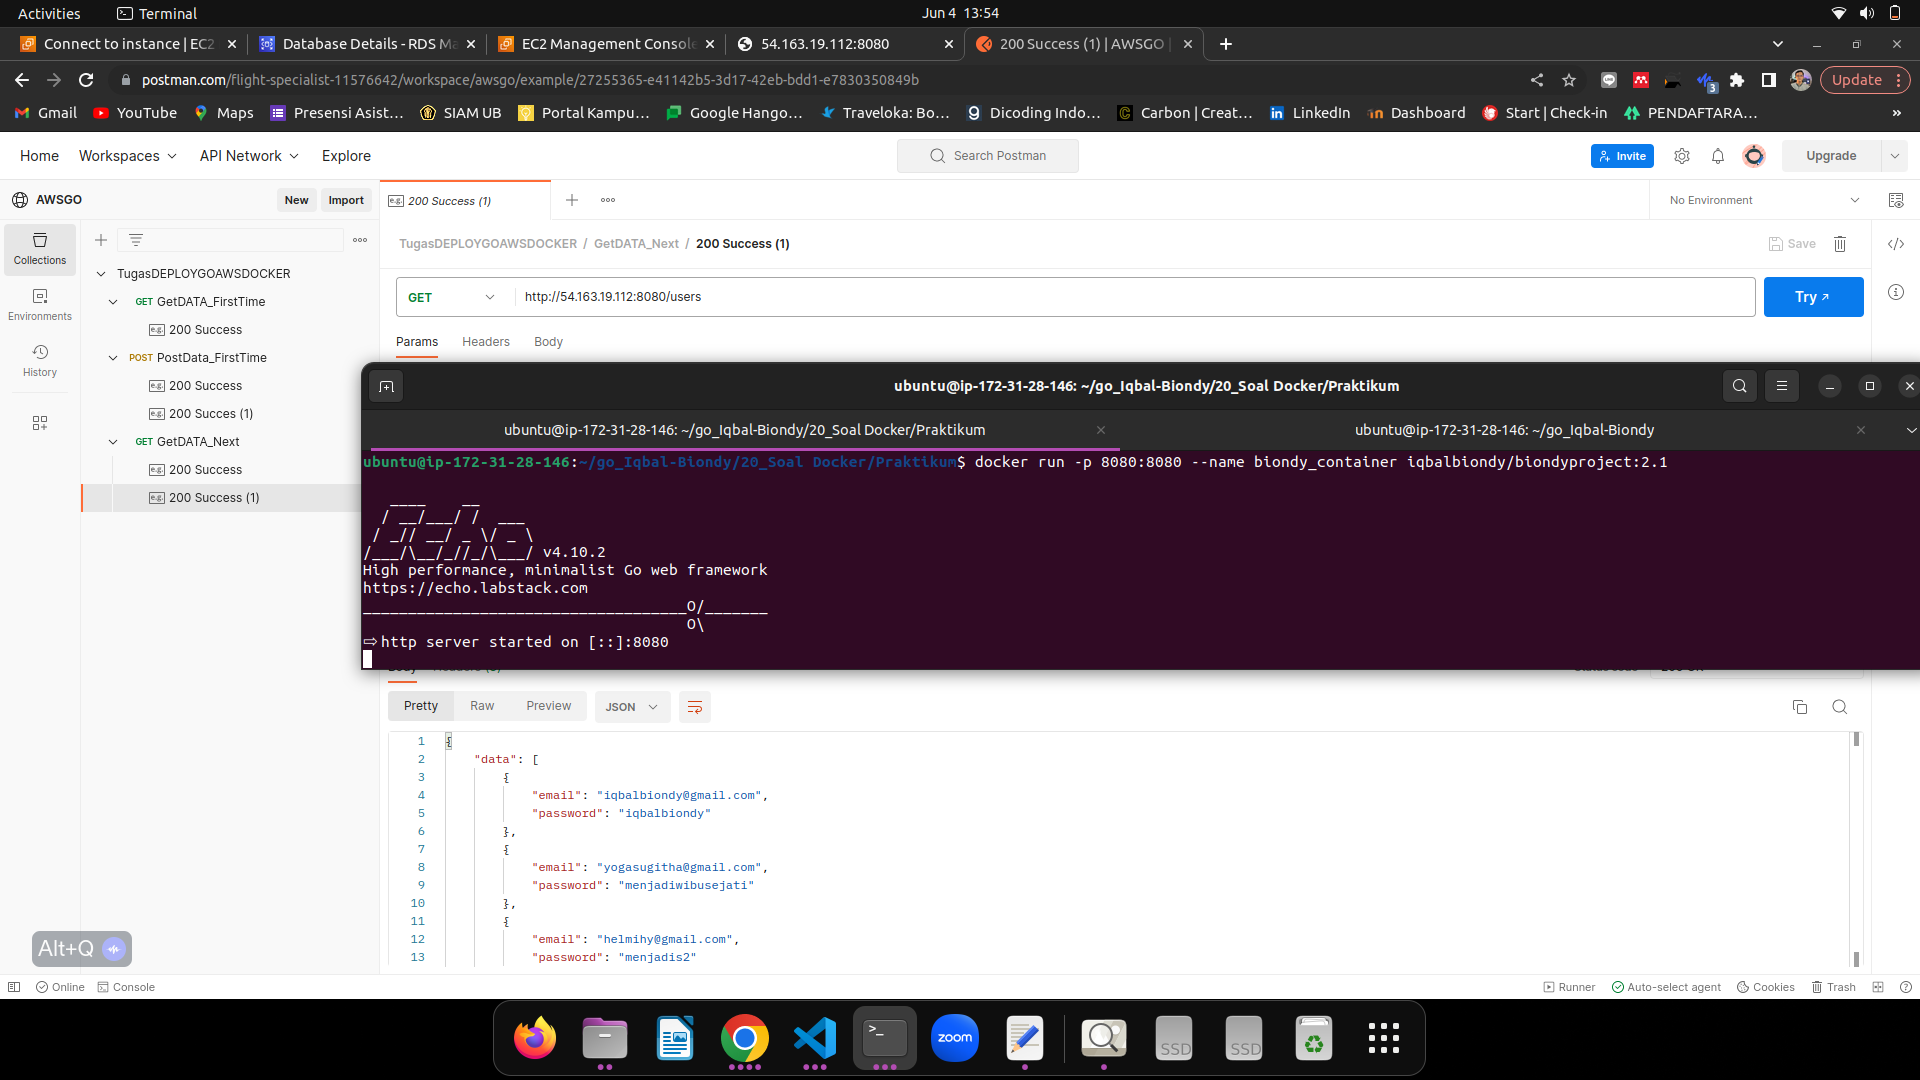 Activities
Terminal
Jun 4 13:54
Connect to instance | EC2
Database Details - RDS Ma
EC2 Management Console
54.163.19.112:8080
200 Success (1) | AWSGO |
postman.com/flight-specialist-11576642/workspace/awsgo/example/27255365-e41142b5-3d17-42eb-bdd1-e7830350849b
3
Update
Gmail
YouTube
Maps
Presensi Asist...
SIAM UB
Portal Kampu...
Google Hango...
Traveloka: Bo...
Dicoding Indo...
Carbon | Creat...
LinkedIn
Dashboard
Start | Check-in
PENDAFTARA...
»
Home
Workspaces
API Network
Explore
Search Postman
Invite
Upgrade
AWSGO
New
Import
200 Success (1)
No Environment
Collections
Environments
History
TugasDEPLOYGOAWSDOCKER
GET GetDATA_FirstTime
e.g. 200 Success
POST PostData_FirstTime
e.g. 200 Success
e.g. 200 Succes (1)
GET GetDATA_Next
e.g. 200 Success
e.g. 200 Success (1)
TugasDEPLOYGOAWSDOCKER / GetDATA_Next / 200 Success (1)
Save
GET
http://54.163.19.112:8080/users
Try
Params
Headers
Body
ubuntu@ip-172-31-28-146: ~/go_Iqbal-Biondy/20_Soal Docker/Praktikum
ubuntu@ip-172-31-28-146: ~/go_Iqbal-Biondy/20_Soal Docker/Praktikum
ubuntu@ip-172-31-28-146: ~/go_Iqbal-Biondy
ubuntu@ip-172-31-28-146:~/go_Iqbal-Biondy/20_Soal Docker/Praktikum$ docker run -p 8080:8080 --name biondy_container iqbalbiondy/biondyproject:2.1
   ____    __
  / __/___/ /  ___
 / _// __/ _ \/ _ \
/___/\__/_//_/\___/ v4.10.2
High performance, minimalist Go web framework
https://echo.labstack.com
____________________________________O/_______
                                    O\
⇨ http server started on [::]:8080
Pretty
Raw
Preview
JSON
1 {
2 "data": [
3 {
4 "email": "iqbalbiondy@gmail.com",
5 "password": "iqbalbiondy"
6 },
7 {
8 "email": "yogasugitha@gmail.com",
9 "password": "menjadiwibusejati"
10 },
11 {
12 "email": "helmihy@gmail.com",
13 "password": "menjadis2"
Alt+Q
Online
Console
Runner
Auto-select agent
Cookies
Trash
zoom
SSD
SSD